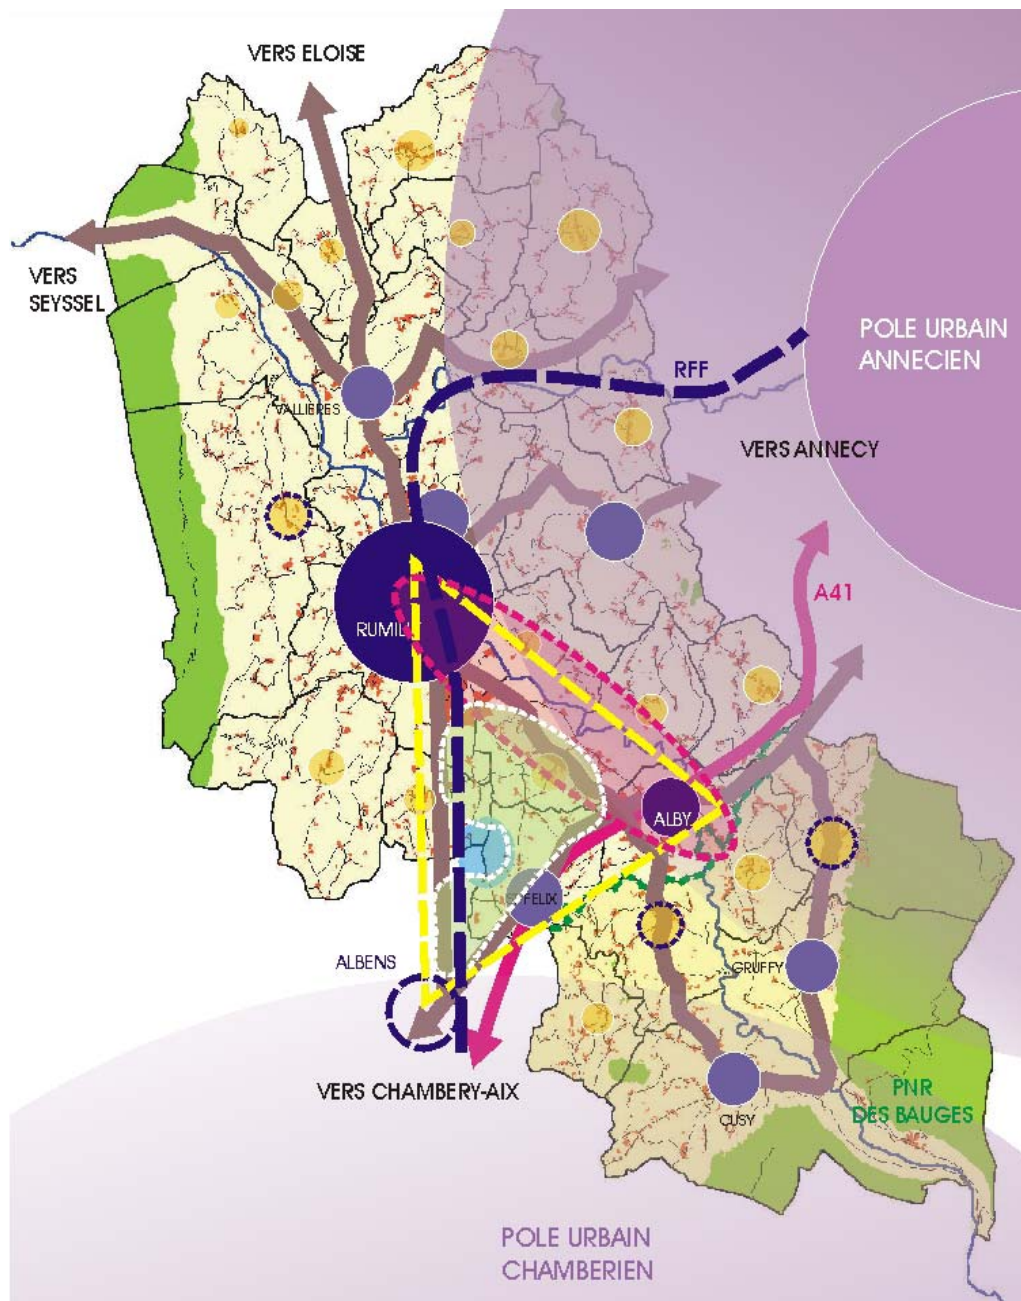 VERS ELOISE
VERS
SEYSSEL
POLE URBAIN
ANNECIEN
RFF
VALLIERES
VERS ANNECY
A41
RUMILLY
ALBY
FELIX
ALBENS
GRUFFY
VERS CHAMBERY-AIX
PNR
DES BAUGES
CUSY
POLE URBAIN
CHAMBERIEN